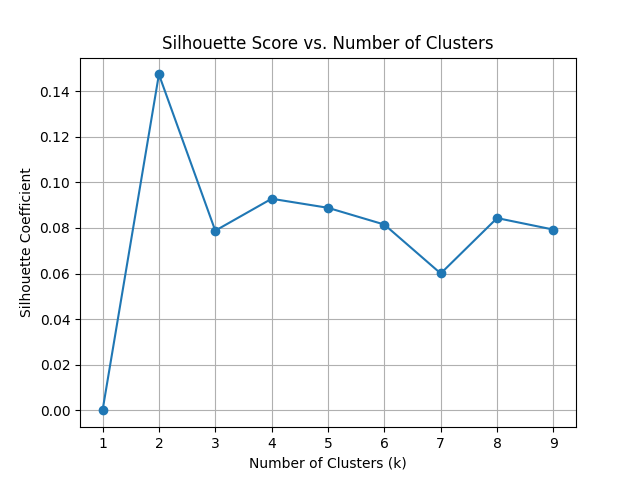 Silhouette Score vs. Number of Clusters
Silhouette Coefficient
0.14
0.12
0.10
0.08
0.06
0.04
0.02
0.00
1 2 3 4 5 6 7 8 9
Number of Clusters (k)